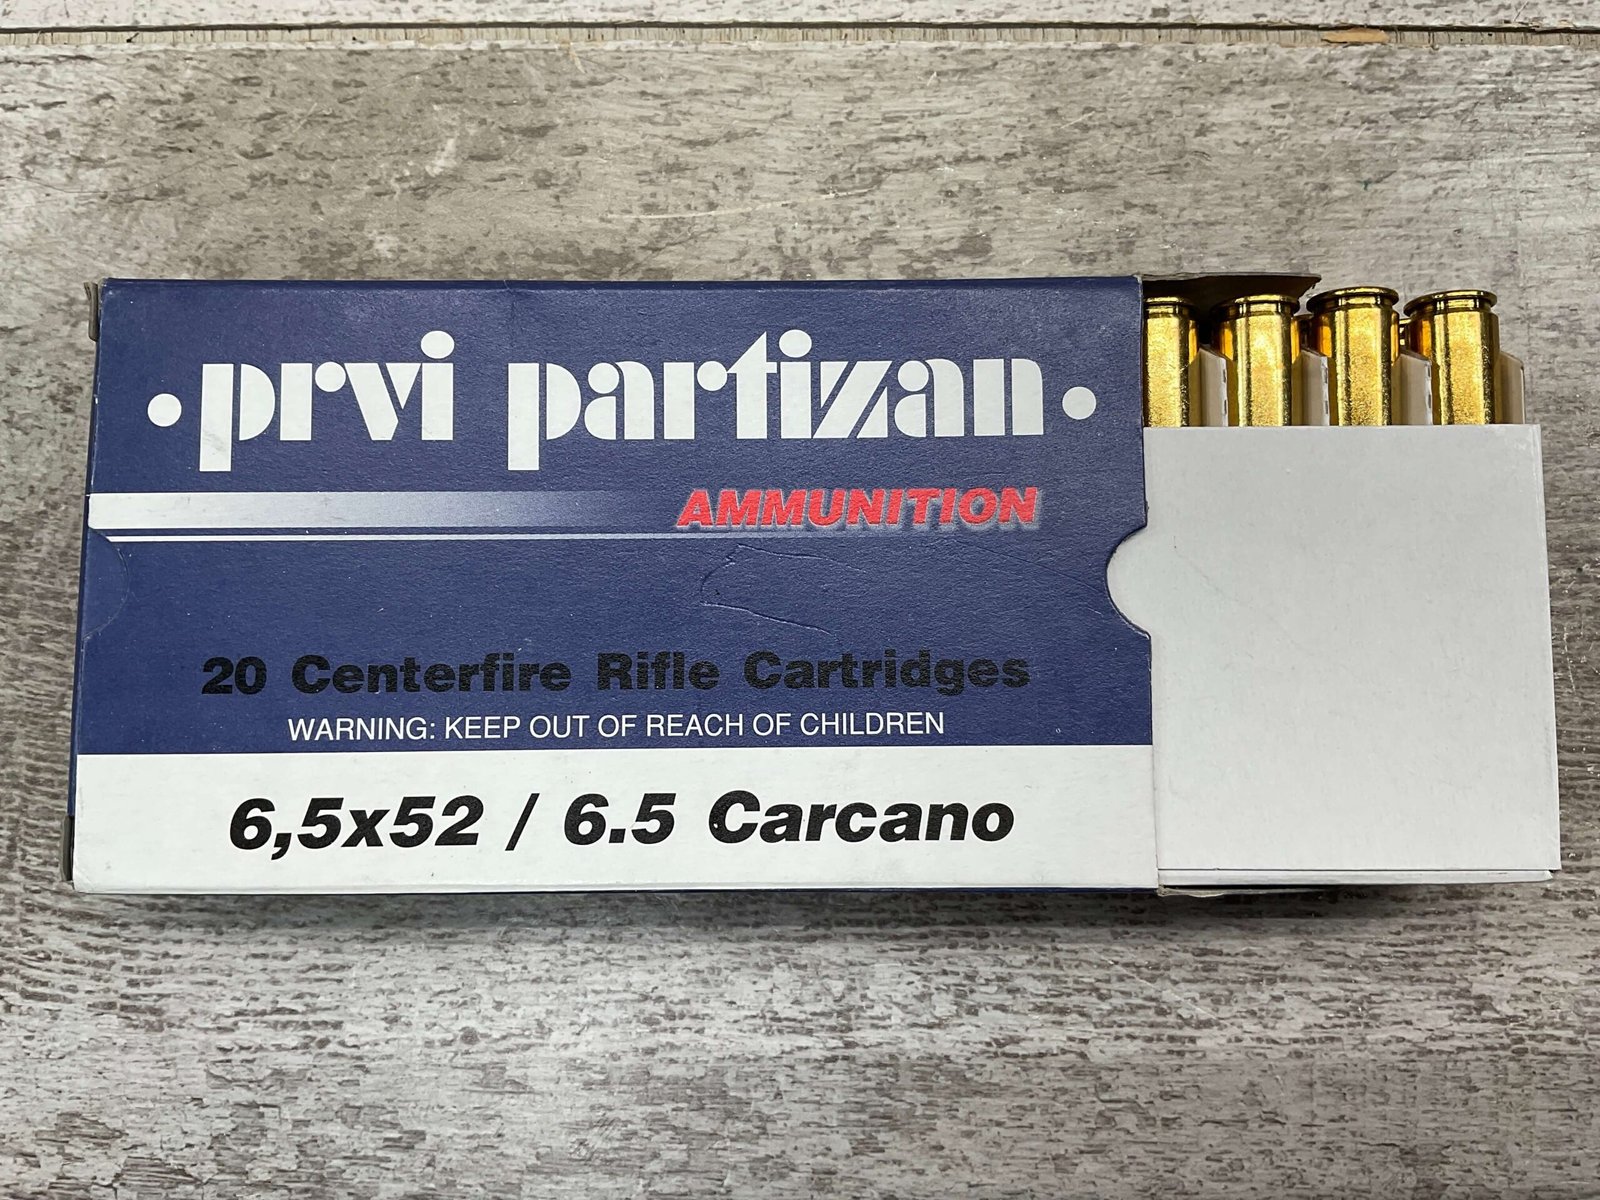 • prvi partizan •
AMMUNITION
20 Centerfire Rifle Cartridges
WARNING: KEEP OUT OF REACH OF CHILDREN
6,5x52 / 6.5 Carcano